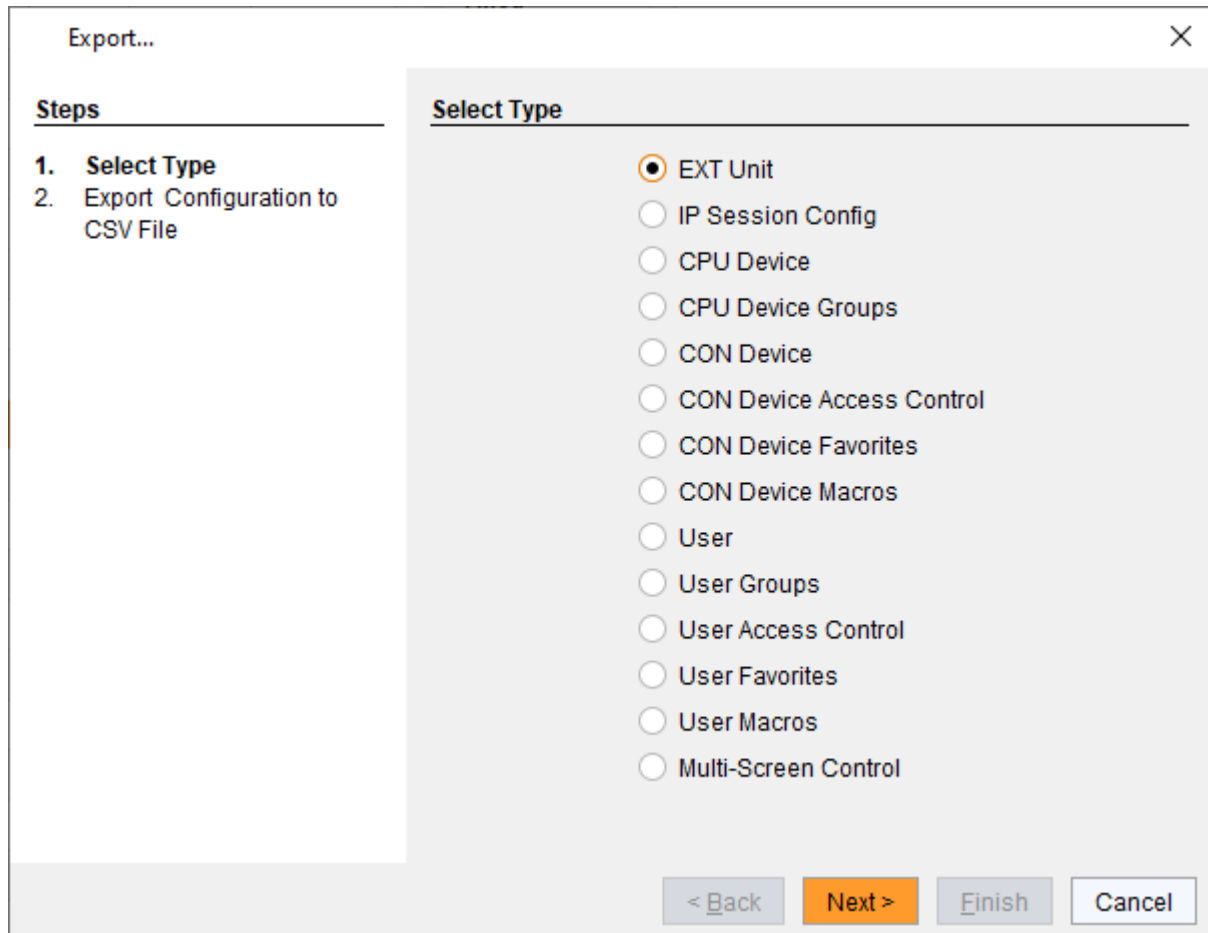 Export...
Steps
1. Select Type
2. Export Configuration to
CSV File
Select Type
EXT Unit
IP Session Config
CPU Device
CPU Device Groups
CON Device
CON Device Access Control
CON Device Favorites
CON Device Macros
User
User Groups
User Access Control
User Favorites
User Macros
Multi-Screen Control
< Back
Next >
Finish
Cancel